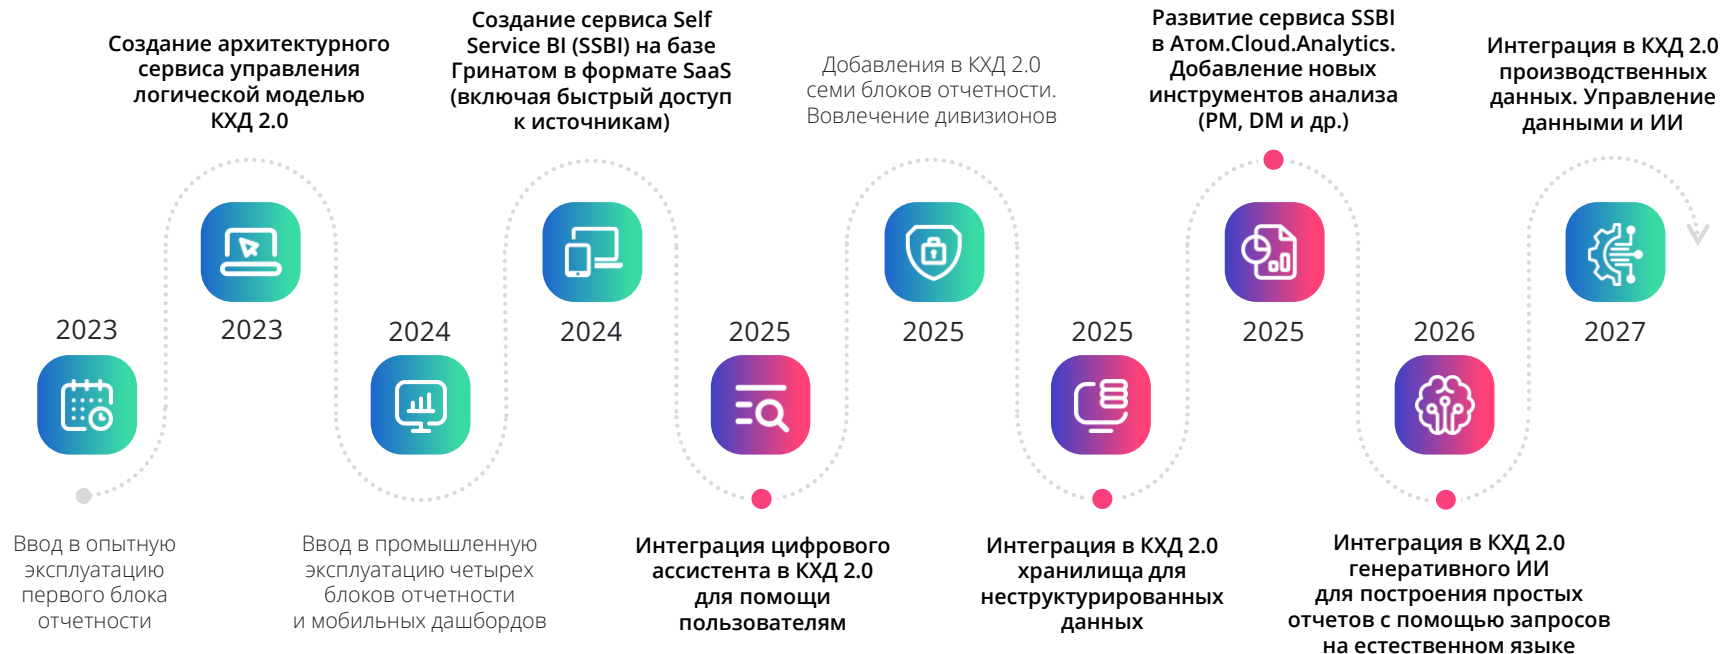 Создание архитектурного
сервиса управления
логической моделью
КХД 2.0
Создание сервиса Self
Service BI (SSBI) на базе
Гринатом в формате SaaS
(включая быстрый доступ
к источникам)
Добавления в КХД 2.0
семи блоков отчетности.
Вовлечение дивизионов
Развитие сервиса SSBI
в Атом.Cloud.Analytics.
Добавление новых
инструментов анализа
(PM, DM и др.)
Интеграция в КХД 2.0
производственных
данных. Управление
данными и ИИ
2023
2023
2024
2024
2025
2025
2025
2025
2026
2027
Ввод в опытную
эксплуатацию
первого блока
отчетности
Ввод в промышленную
эксплуатацию четырех
блоков отчетности
и мобильных дашбордов
Интеграция цифрового
ассистента в КХД 2.0
для помощи
пользователям
Интеграция в КХД 2.0
хранилища для
неструктурированных
данных
Интеграция в КХД 2.0
генеративного ИИ
для построения простых
отчетов с помощью запросов
на естественном языке